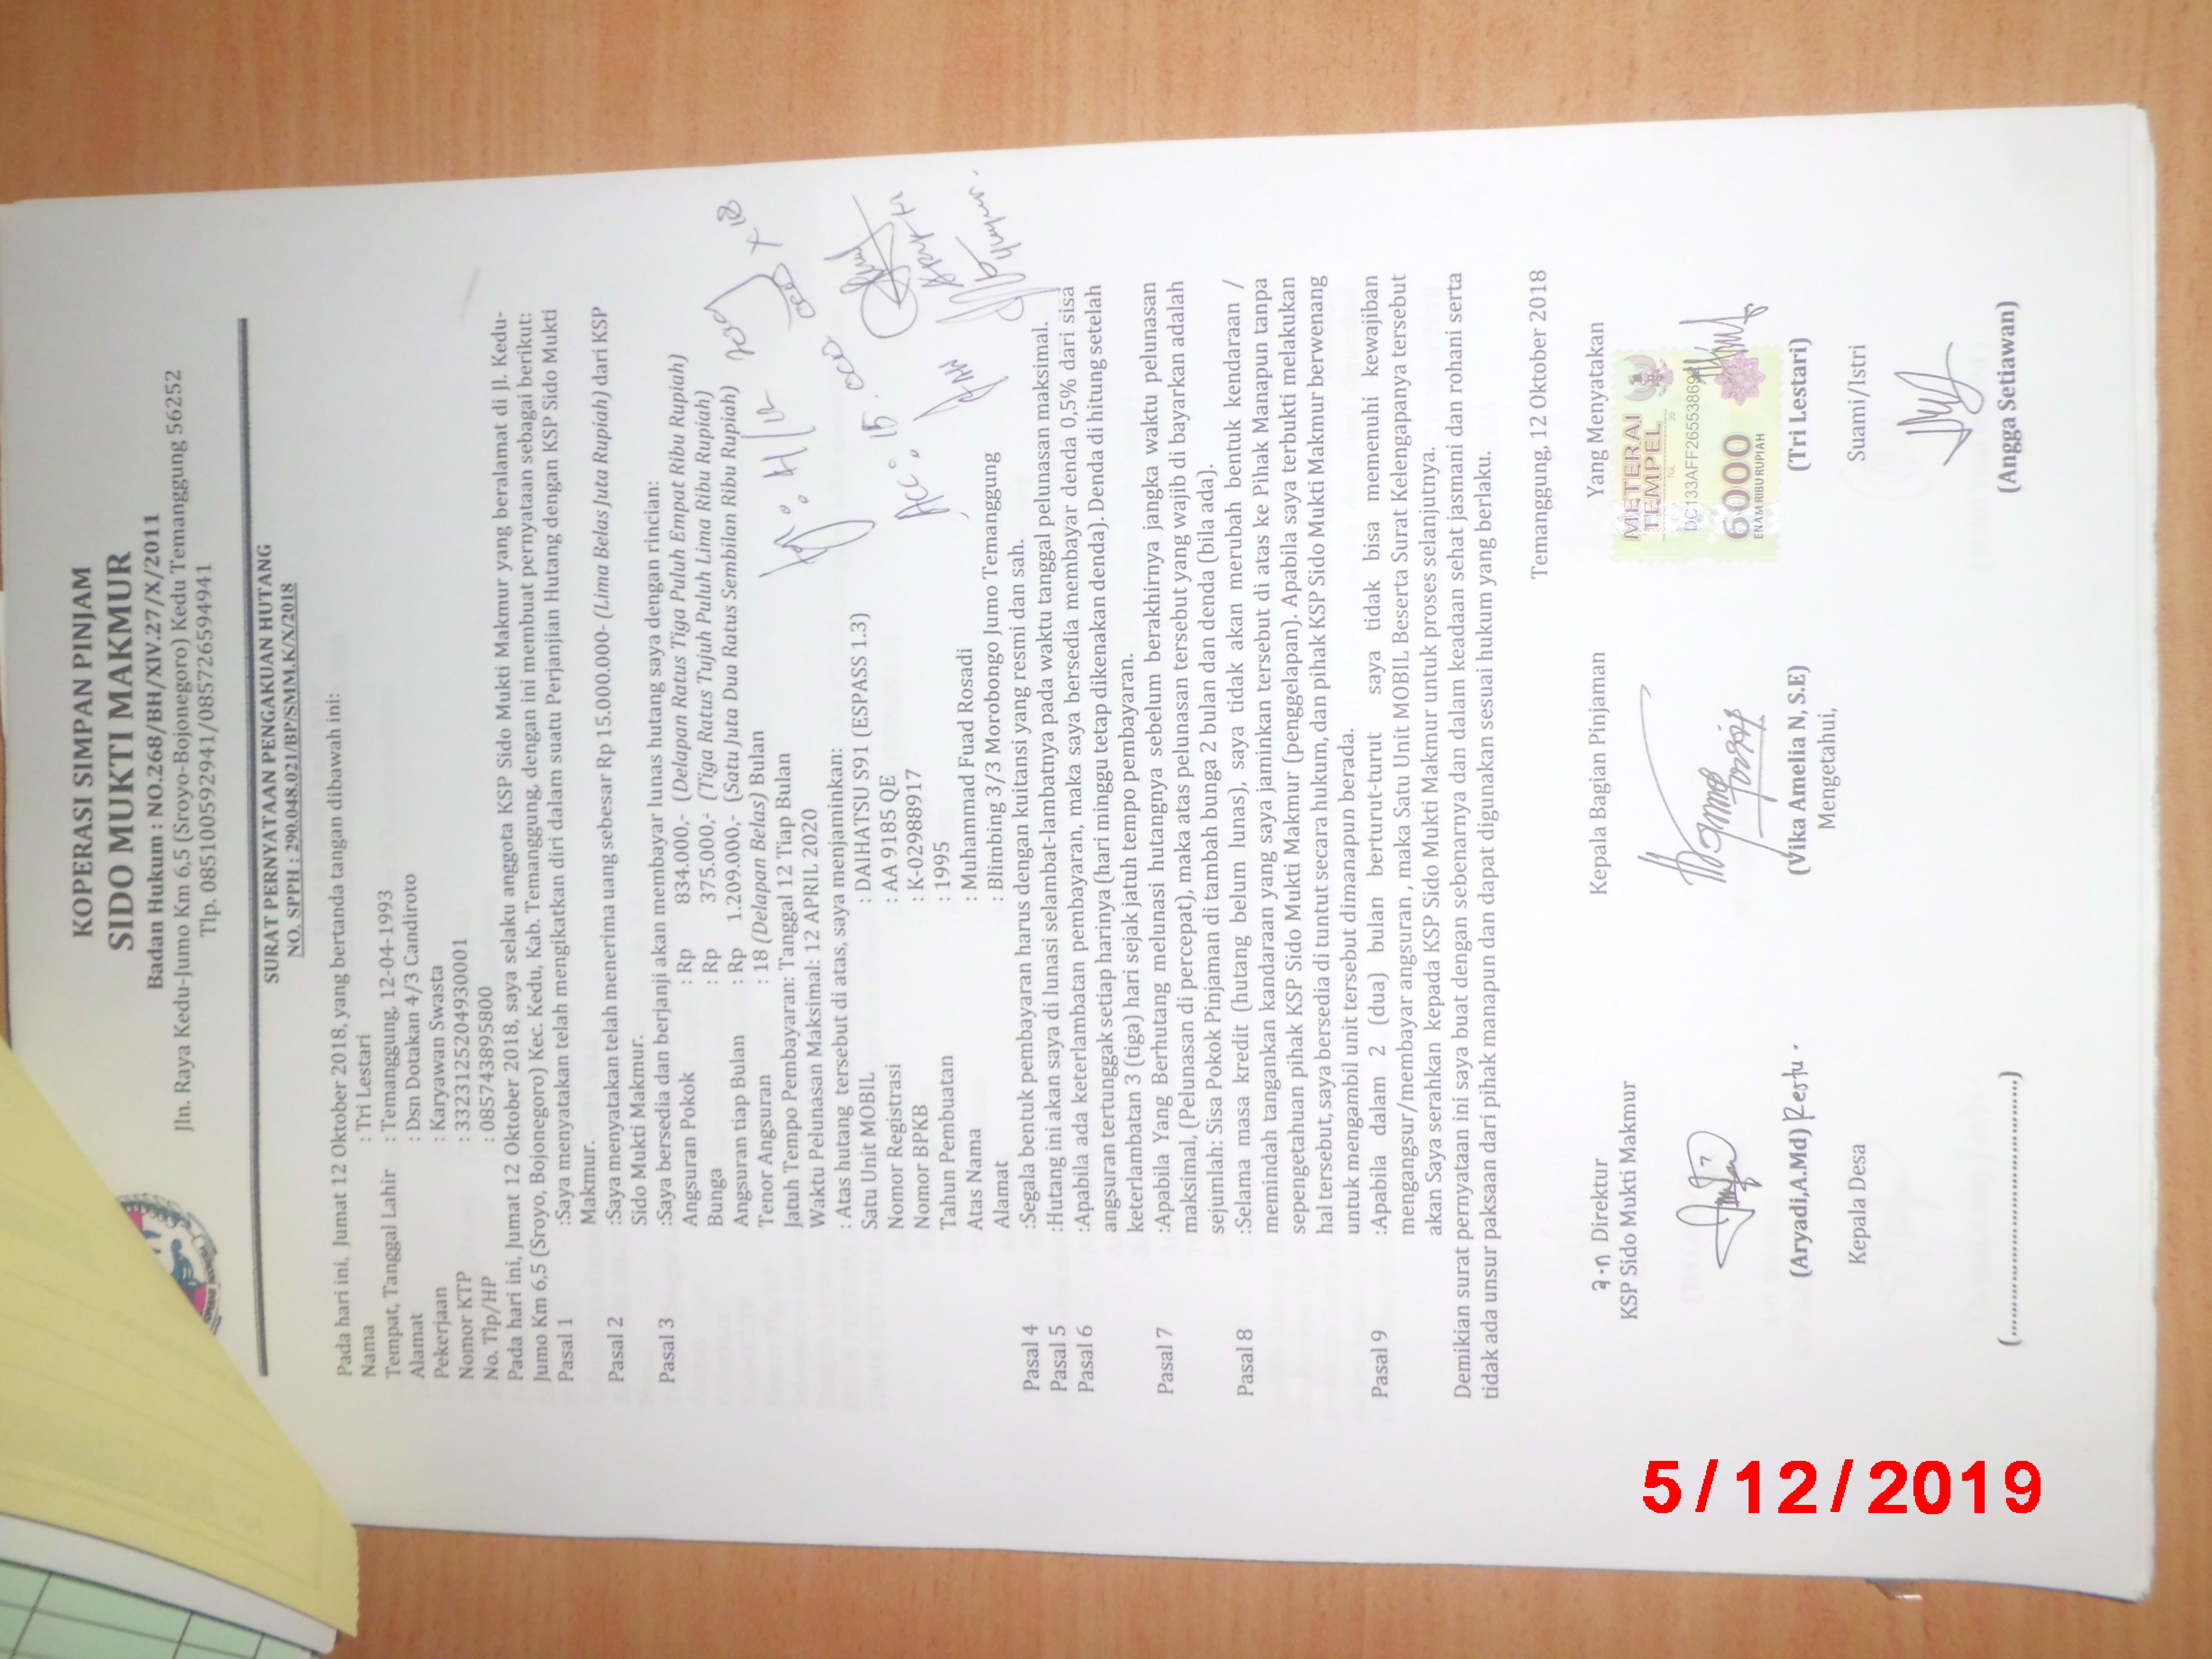 KOPERASI SIMPAN PINJAM
SIDO MUKTI MAKMUR
Badan Hukum : NO.268/BH/XIV.27/X/2011
Jln. Raya Kedu-Jumo Km 6,5 (Sroyo-Bojonegoro) Kedu Temanggung 56252
Tlp. 085100592941/085726594941
SURAT PERNYATAAN PENGAKUAN HUTANG
NO. SPPH : 290.048.021/BP/SMM.K/X/2018
Pada hari ini, Jumat 12 Oktober 2018, yang bertanda tangan dibawah ini:
Nama : Tri Lestari
Tempat, Tanggal Lahir : Temanggung, 12-04-1993
Alamat : Dsn Dotakan 4/3 Candiroto
Pekerjaan : Karyawan Swasta
Nomor KTP : 3323125204930001
No. Tlp/HP : 085743895800
Pada hari ini, Jumat 12 Oktober 2018, saya selaku anggota KSP Sido Mukti Makmur yang beralamat di Jl. Kedu-
Jumo Km 6,5 (Sroyo, Bojonegoro) Kec. Kedu, Kab. Temanggung, dengan ini membuat pernyataan sebagai berikut:
Pasal 1 :Saya menyatakan telah mengikatkan diri dalam suatu Perjanjian Hutang dengan KSP Sido Mukti
Makmur.
Pasal 2 :Saya menyatakan telah menerima uang sebesar Rp 15.000.000- (Lima Belas Juta Rupiah) dari KSP
Sido Mukti Makmur.
Pasal 3 :Saya bersedia dan berjanji akan membayar lunas hutang saya dengan rincian:
Angsuran Pokok : Rp 834.000,- (Delapan Ratus Tiga Puluh Empat Ribu Rupiah)
Bunga : Rp 375.000,- (Tiga Ratus Tujuh Puluh Lima Ribu Rupiah)
Angsuran tiap Bulan : Rp 1.209.000,- (Satu Juta Dua Ratus Sembilan Ribu Rupiah)
Tenor Angsuran : 18 (Delapan Belas) Bulan
Jatuh Tempo Pembayaran: Tanggal 12 Tiap Bulan
Waktu Pelunasan Maksimal: 12 APRIL 2020
: Atas hutang tersebut di atas, saya menjaminkan:
Satu Unit MOBIL : DAIHATSU S91 (ESPASS 1.3)
Nomor Registrasi : AA 9185 QE
Nomor BPKB : K-02988917
Tahun Pembuatan : 1995
Atas Nama : Muhammad Fuad Rosadi
Alamat : Blimbing 3/3 Morobongo Jumo Temanggung
x 18
Pasal 4 :Segala bentuk pembayaran harus dengan kuitansi yang resmi dan sah.
Pasal 5 :Hutang ini akan saya di lunasi selambat-lambatnya pada waktu tanggal pelunasan maksimal.
Pasal 6 :Apabila ada keterlambatan pembayaran, maka saya bersedia membayar denda 0,5% dari sisa
angsuran tertunggak setiap harinya (hari minggu tetap dikenakan denda). Denda di hitung setelah
keterlambatan 3 (tiga) hari sejak jatuh tempo pembayaran.
Pasal 7 :Apabila Yang Berhutang melunasi hutangnya sebelum berakhirnya jangka waktu pelunasan
maksimal, (Pelunasan di percepat), maka atas pelunasan tersebut yang wajib di bayarkan adalah
sejumlah: Sisa Pokok Pinjaman di tambah bunga 2 bulan dan denda (bila ada).
Pasal 8 :Selama masa kredit (hutang belum lunas), saya tidak akan merubah bentuk kendaraan /
memindah tangankan kandaraan yang saya jaminkan tersebut di atas ke Pihak Manapun tanpa
sepengetahuan pihak KSP Sido Mukti Makmur (penggelapan). Apabila saya terbukti melakukan
hal tersebut, saya bersedia di tuntut secara hukum, dan pihak KSP Sido Mukti Makmur berwenang
untuk mengambil unit tersebut dimanapun berada.
Pasal 9 :Apabila dalam 2 (dua) bulan berturut-turut saya tidak bisa memenuhi kewajiban
mengangsur/membayar angsuran , maka Satu Unit MOBIL Beserta Surat Kelengapanya tersebut
akan Saya serahkan kepada KSP Sido Mukti Makmur untuk proses selanjutnya.
Demikian surat pernyataan ini saya buat dengan sebenarnya dan dalam keadaan sehat jasmani dan rohani serta
tidak ada unsur paksaan dari pihak manapun dan dapat digunakan sesuai hukum yang berlaku.
Temanggung, 12 Oktober 2018
a.n Direktur Kepala Bagian Pinjaman Yang Menyatakan
KSP Sido Mukti Makmur
METERAI
TEMPEL
TGL 20
6000
ENAM RIBU RUPIAH
(Aryadi,A.Md) Restu. (Vika Amelia N, S.E) (Tri Lestari)
Mengetahui,
Kepala Desa Suami/Istri
(......................................) (Angga Setiawan)
5/12/2019